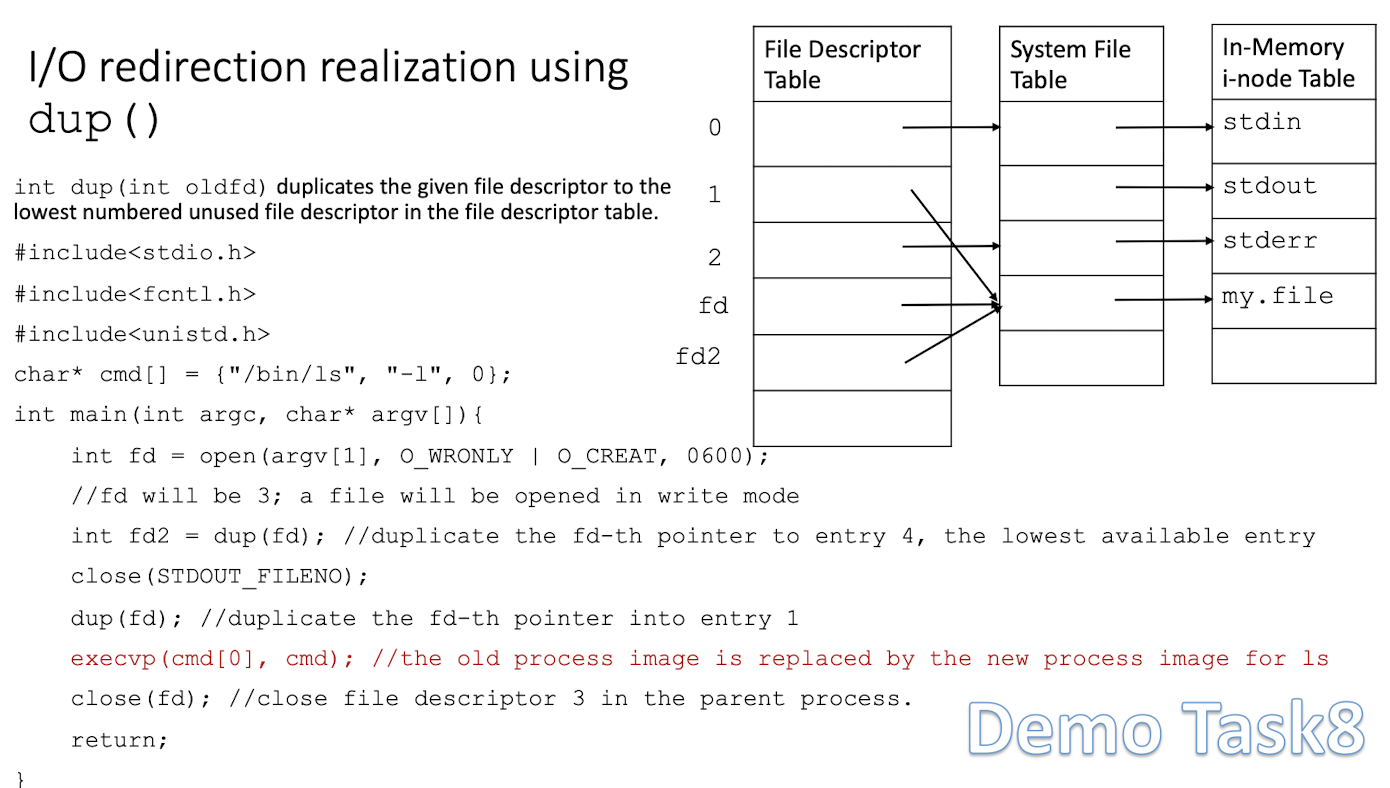 I/O redirection realization using
dup()
int dup(int oldfd) duplicates the given file descriptor to the
lowest numbered unused file descriptor in the file descriptor table.
#include<stdio.h>
#include<fcntl.h>
#include<unistd.h>
char* cmd[] = {"/bin/ls", "-l", 0};
int main(int argc, char* argv[]){
int fd = open(argv[1], O_WRONLY | O_CREAT, 0600);
//fd will be 3; a file will be opened in write mode
int fd2 = dup(fd); //duplicate the fd-th pointer to entry 4, the lowest available entry
close(STDOUT_FILENO);
dup(fd); //duplicate the fd-th pointer into entry 1
execvp(cmd[0], cmd); //the old process image is replaced by the new process image for ls
close(fd); //close file descriptor 3 in the parent process.
return;
}
File Descriptor
Table
0
1
2
fd
fd2
System File
Table
In-Memory
i-node Table
stdin
stdout
stderr
my.file
Demo Task8